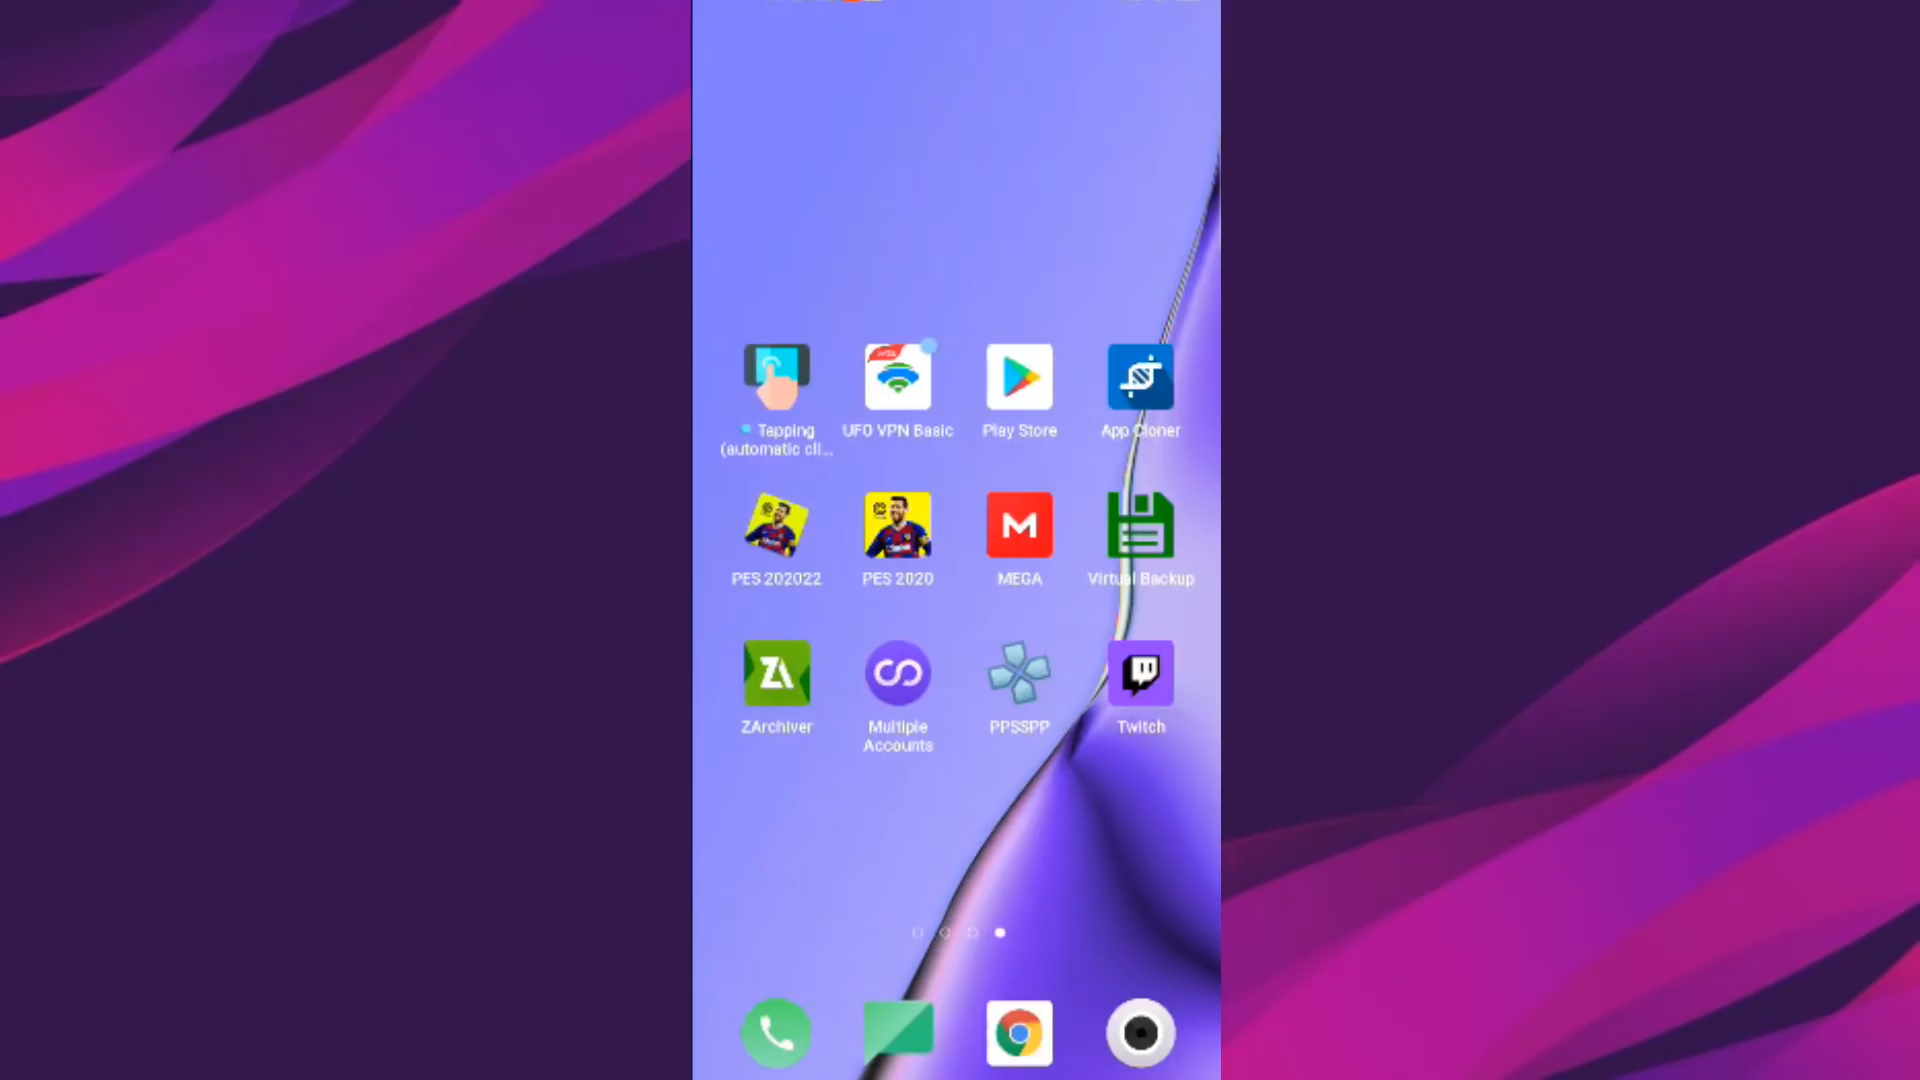 Tapping
(automatic cli...
UFO VPN Basic
Play Store
App Cloner
PES 202022
PES 2020
M
MEGA
Virtual Backup
ZA
ZArchiver
Multiple
Accounts
PPSSPP
Twitch